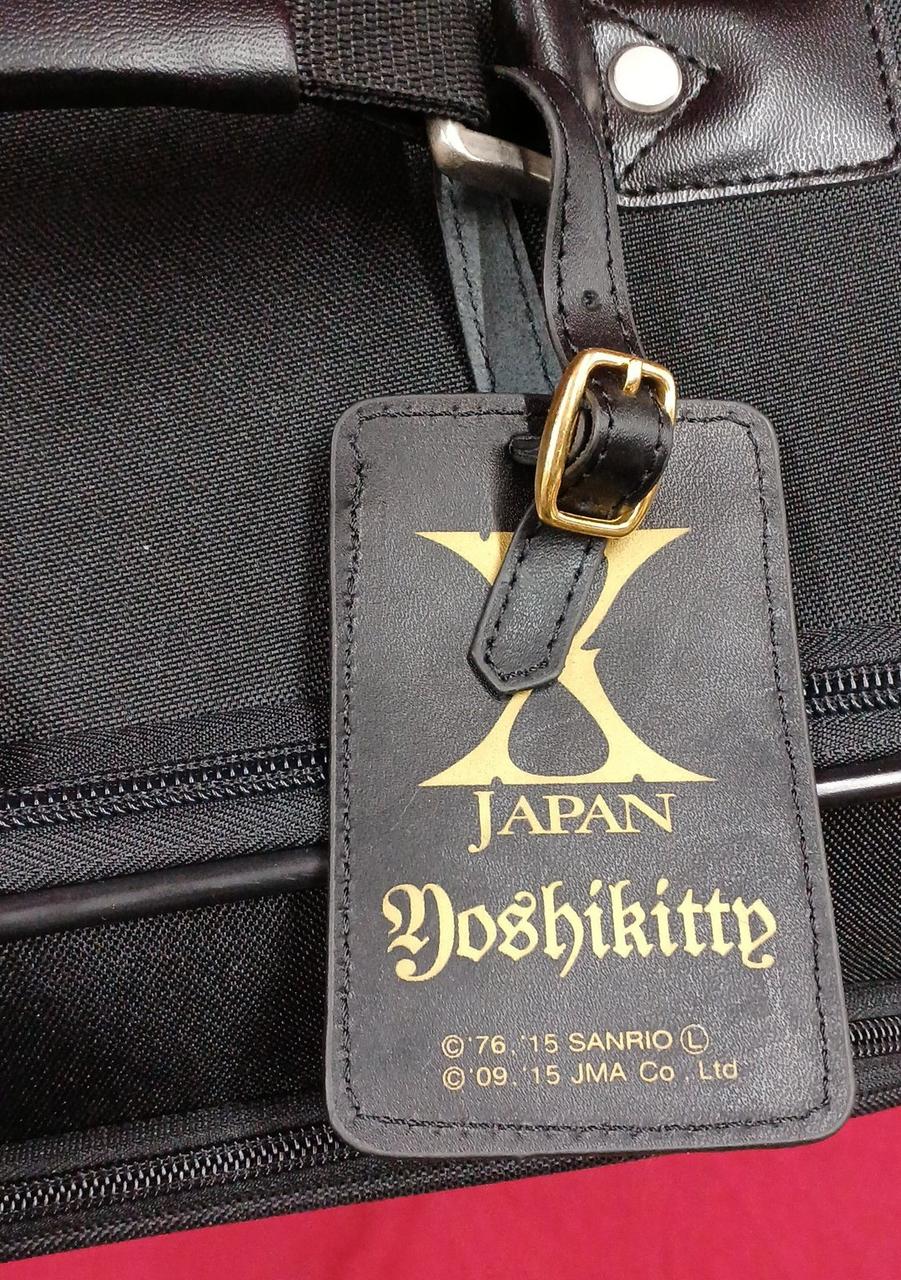 X
JAPAN
Yoshikitty
©'76,'15 SANRIO Ⓛ
©'09,'15 JMA Co.,Ltd